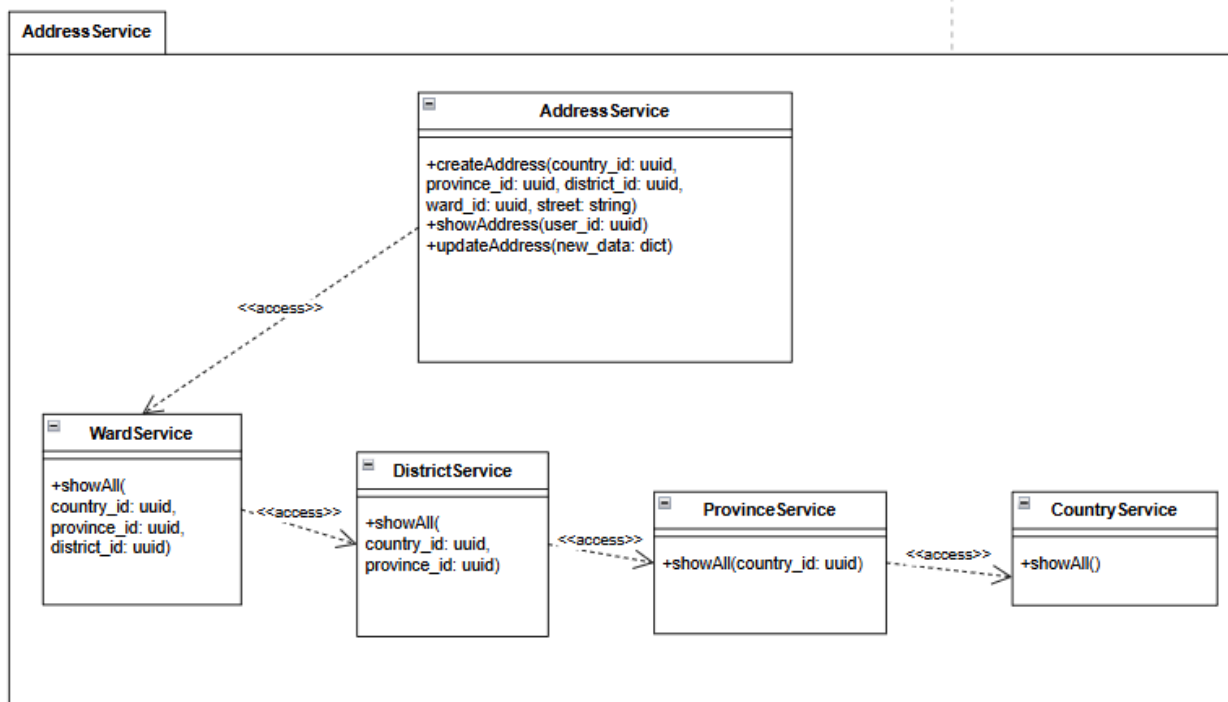 AddressService
AddressService
+createAddress(country_id: uuid,
province_id: uuid, district_id: uuid,
ward_id: uuid, street: string)
+showAddress(user_id: uuid)
+updateAddress(new_data: dict)
<<access>>
WardService
+showAll(
country_id: uuid,
province_id: uuid,
district_id: uuid)
<<access>>
DistrictService
+showAll(
country_id: uuid,
province_id: uuid)
<<access>>
ProvinceService
+showAll(country_id: uuid)
<<access>>
CountryService
+showAll()